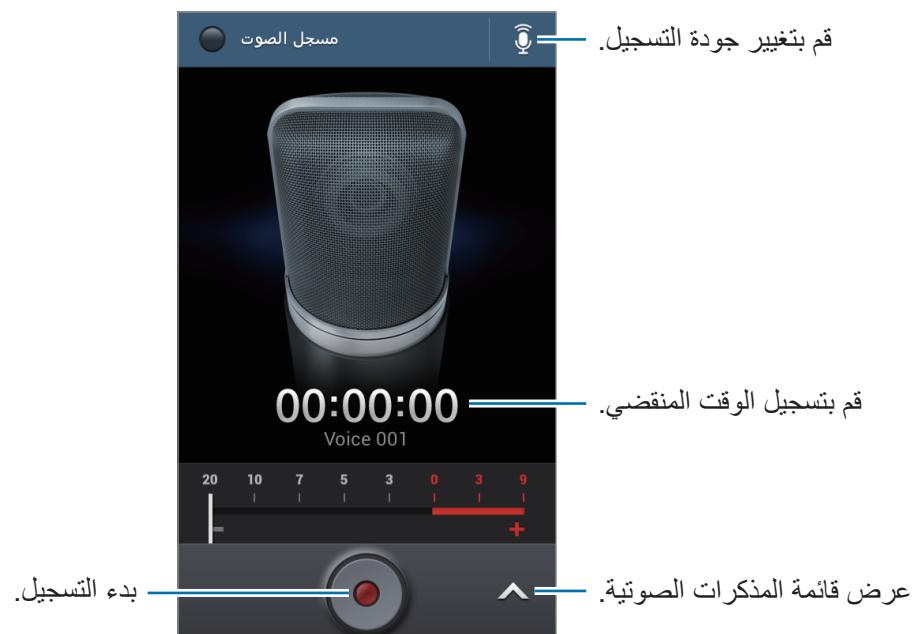 مسجل الصوت
قم بتغيير جودة التسجيل.
00:00:00
قم بتسجيل الوقت المنقضي.
Voice 001
20 10 7 5 3 0 3 9
- +
عرض قائمة المذكرات الصوتية.
بدء التسجيل.